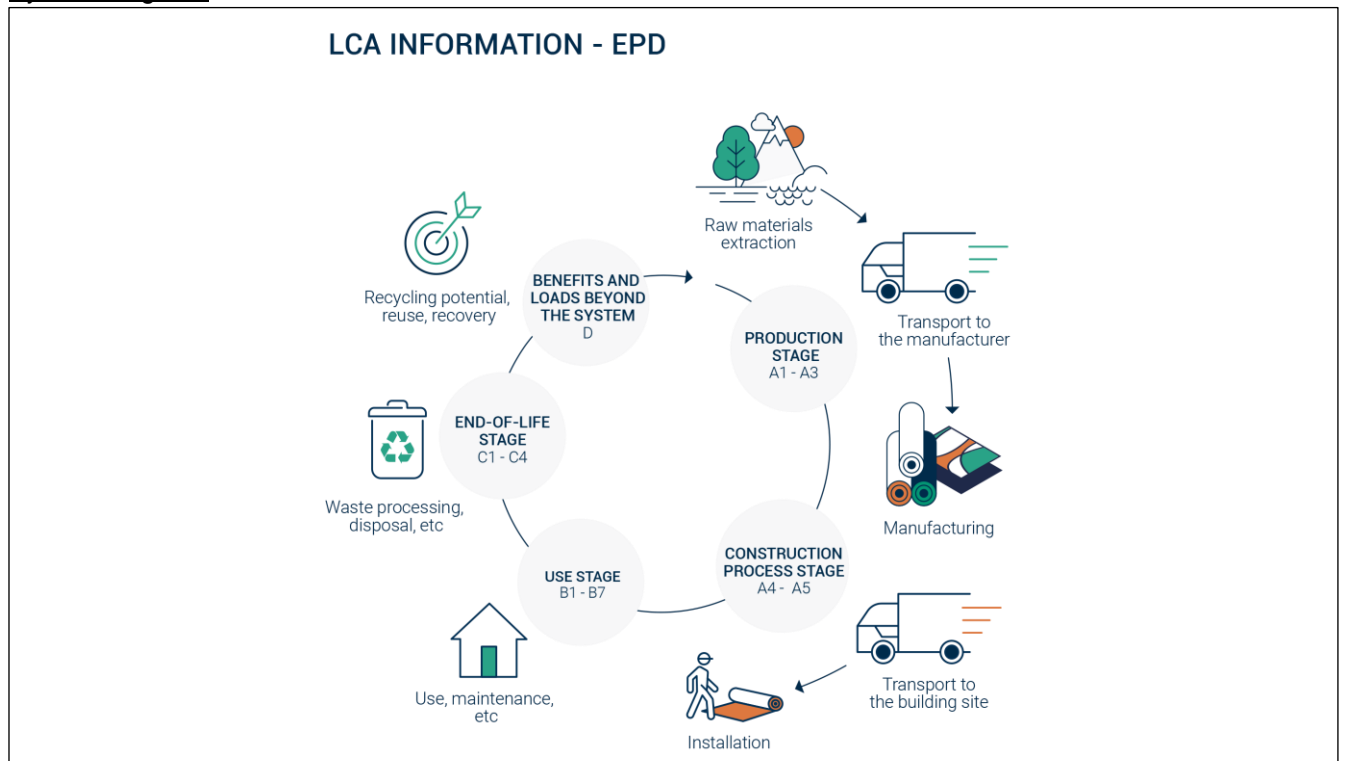 LCA INFORMATION - EPD
Raw materials
extraction
Transport to
the manufacturer
Manufacturing
Transport to
the building site
Installation
Use, maintenance,
etc
Waste processing,
disposal, etc
Recycling potential,
reuse, recovery
BENEFITS AND
LOADS BEYOND
THE SYSTEM
D
PRODUCTION
STAGE
A1 - A3
CONSTRUCTION
PROCESS STAGE
A4 - A5
USE STAGE
B1 - B7
END-OF-LIFE
STAGE
C1 - C4